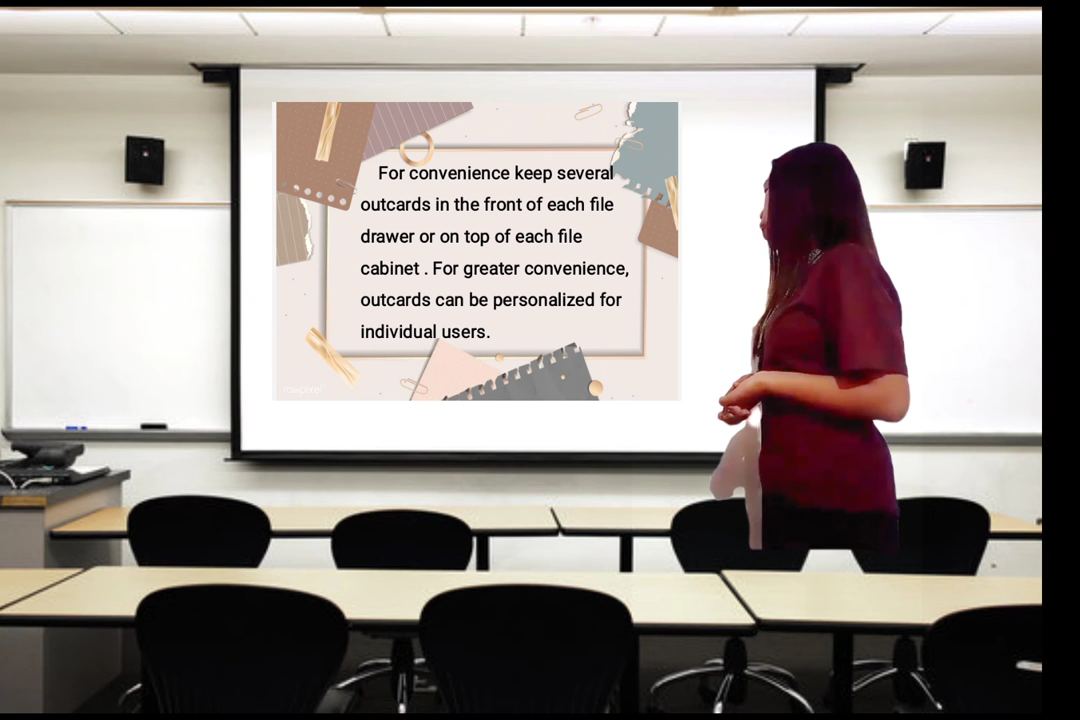 For convenience keep several
outcards in the front of each file
drawer or on top of each file
cabinet . For greater convenience,
outcards can be personalized for
individual users.
rawpixel